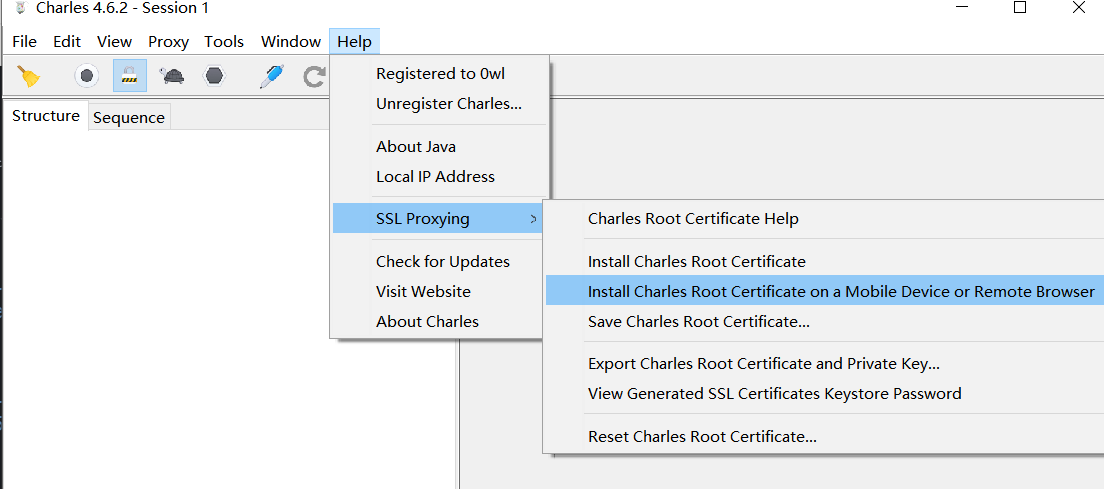 Charles 4.6.2 - Session 1
File Edit View Proxy Tools Window Help
Structure Sequence
Registered to 0wl
Unregister Charles...
About Java
Local IP Address
SSL Proxying
Check for Updates
Visit Website
About Charles
Charles Root Certificate Help
Install Charles Root Certificate
Install Charles Root Certificate on a Mobile Device or Remote Browser
Save Charles Root Certificate...
Export Charles Root Certificate and Private Key...
View Generated SSL Certificates Keystore Password
Reset Charles Root Certificate...